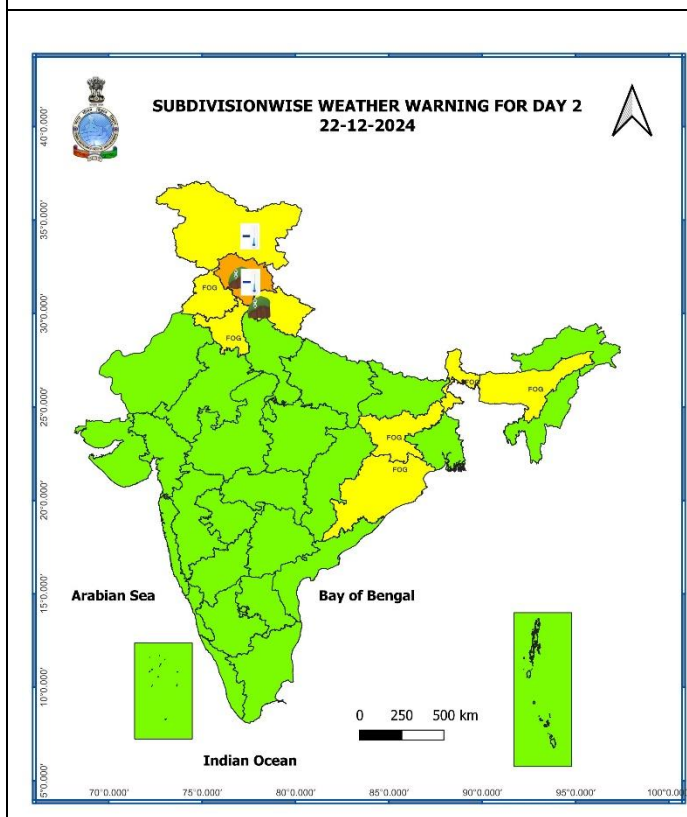 SUBDIVISIONWISE WEATHER WARNING FOR DAY 2
22-12-2024
40°0.000'
35°0.000'
FOG
30°0.000'
FOG
FOG
FOG
25°0.000'
FOG
FOG
20°0.000'
15°0.000'
Arabian Sea
Bay of Bengal
10°0.000'
0 250 500 km
Indian Ocean
5°0.000'
70°0.000' 75°0.000' 80°0.000' 85°0.000' 90°0.000' 95°0.000' 100°0.000'